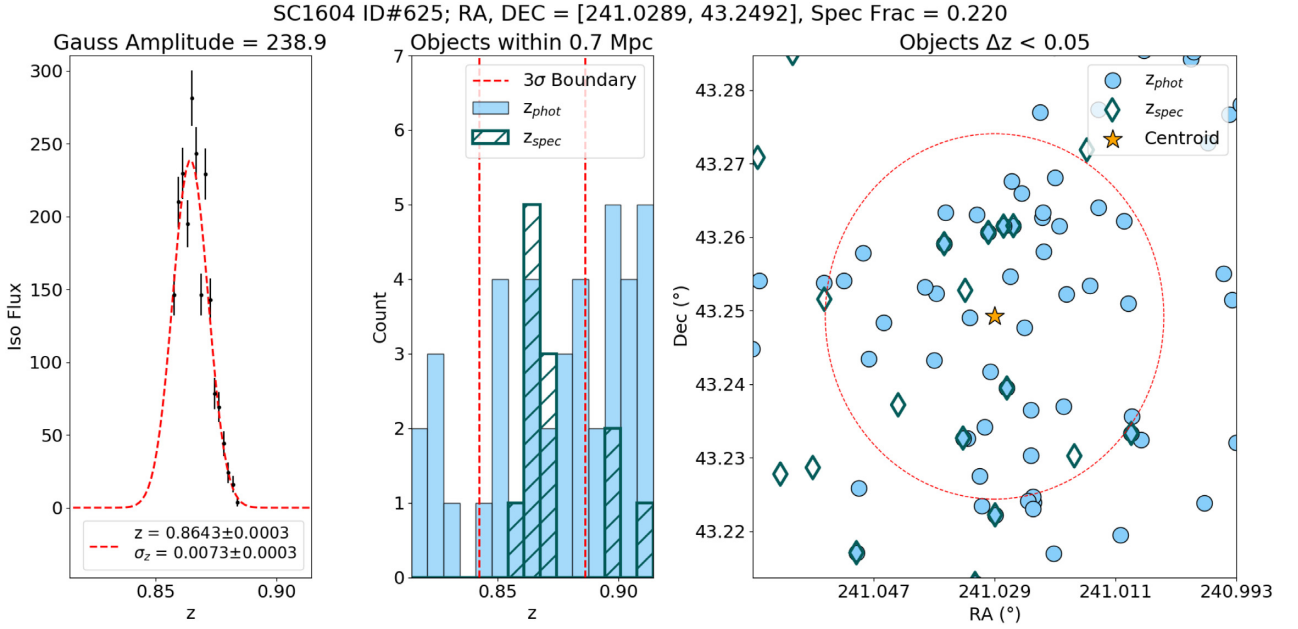 SC1604 ID#625; RA, DEC = [241.0289, 43.2492], Spec Frac = 0.220
Gauss Amplitude = 238.9
300
250
200
150
100
50
0
Iso Flux
z = 0.8643±0.0003
σz = 0.0073±0.0003
0.85
0.90
z
Objects within 0.7 Mpc
7
6
5
4
3
2
1
0
Count
3σ Boundary
zphot
zspec
0.85
0.90
z
Objects Δz < 0.05
43.28
43.27
43.26
43.25
43.24
43.23
43.22
Dec (°)
zphot
zspec
Centroid
241.047
241.029
241.011
240.993
RA (°)